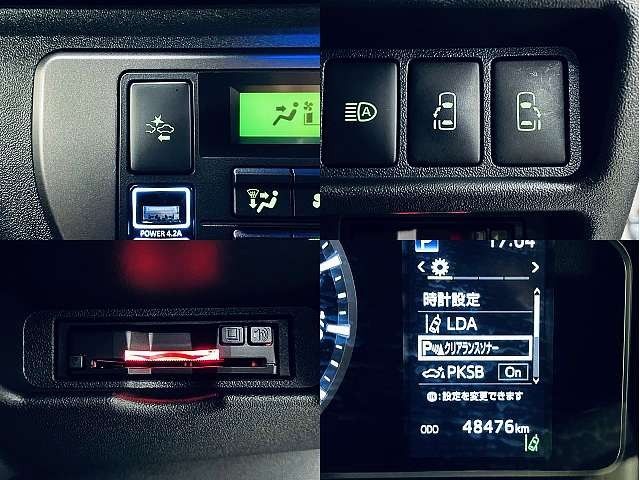 POWER 4.2A
A
P 17:04
時計設定
LDA
クリアランスソナー
PKSB On
:設定を変更できます
ODO 48476km